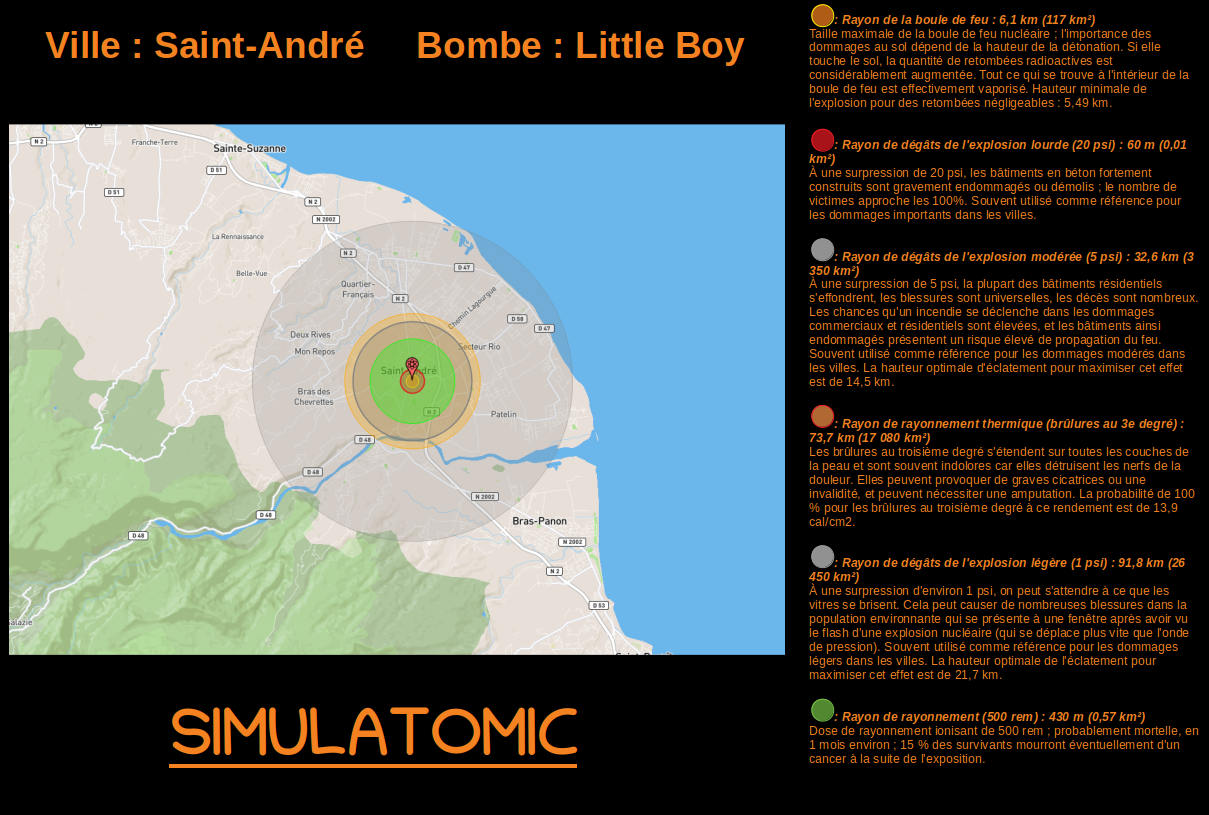 Ville : Saint-André Bombe : Little Boy
N 2
Franche-Terre
Sainte-Suzanne
D 51
D 51
N 2
N 2002
La Rennaissance
N 2
Belle-Vue
D 47
Quartier-
Français
N 2
Chemin Lagourgue
D 58
D 47
Deux Rives
Secteur Rio
Mon Repos
Saint-André
Bras des
Chevrettes
N 2
Patelin
D 48
D 48
N 2002
D 48
Bras-Panon
D 48
N 2002
N 2
D 53
alazie
SIMULATOMIC
: Rayon de la boule de feu : 6,1 km (117 km²)
Taille maximale de la boule de feu nucléaire ; l'importance des
dommages au sol dépend de la hauteur de la détonation. Si elle
touche le sol, la quantité de retombées radioactives est
considérablement augmentée. Tout ce qui se trouve à l'intérieur de la
boule de feu est effectivement vaporisé. Hauteur minimale de
l'explosion pour des retombées négligeables : 5,49 km.
: Rayon de dégâts de l'explosion lourde (20 psi) : 60 m (0,01
km²)
À une surpression de 20 psi, les bâtiments en béton fortement
construits sont gravement endommagés ou démolis ; le nombre de
victimes approche les 100%. Souvent utilisé comme référence pour
les dommages importants dans les villes.
: Rayon de dégâts de l'explosion modérée (5 psi) : 32,6 km (3
350 km²)
À une surpression de 5 psi, la plupart des bâtiments résidentiels
s'effondrent, les blessures sont universelles, les décès sont nombreux.
Les chances qu'un incendie se déclenche dans les dommages
commerciaux et résidentiels sont élevées, et les bâtiments ainsi
endommagés présentent un risque élevé de propagation du feu.
Souvent utilisé comme référence pour les dommages modérés dans
les villes. La hauteur optimale d'éclatement pour maximiser cet effet
est de 14,5 km.
: Rayon de rayonnement thermique (brûlures au 3e degré) :
73,7 km (17 080 km²)
Les brûlures au troisième degré s'étendent sur toutes les couches de
la peau et sont souvent indolores car elles détruisent les nerfs de la
douleur. Elles peuvent provoquer de graves cicatrices ou une
invalidité, et peuvent nécessiter une amputation. La probabilité de 100
% pour les brûlures au troisième degré à ce rendement est de 13,9
cal/cm2.
: Rayon de dégâts de l'explosion légère (1 psi) : 91,8 km (26
450 km²)
À une surpression d'environ 1 psi, on peut s'attendre à ce que les
vitres se brisent. Cela peut causer de nombreuses blessures dans la
population environnante qui se présente à une fenêtre après avoir vu
le flash d'une explosion nucléaire (qui se déplace plus vite que l'onde
de pression). Souvent utilisé comme référence pour les dommages
légers dans les villes. La hauteur optimale de l'éclatement pour
maximiser cet effet est de 21,7 km.
: Rayon de rayonnement (500 rem) : 430 m (0,57 km²)
Dose de rayonnement ionisant de 500 rem ; probablement mortelle, en
1 mois environ ; 15 % des survivants mourront éventuellement d'un
cancer à la suite de l'exposition.